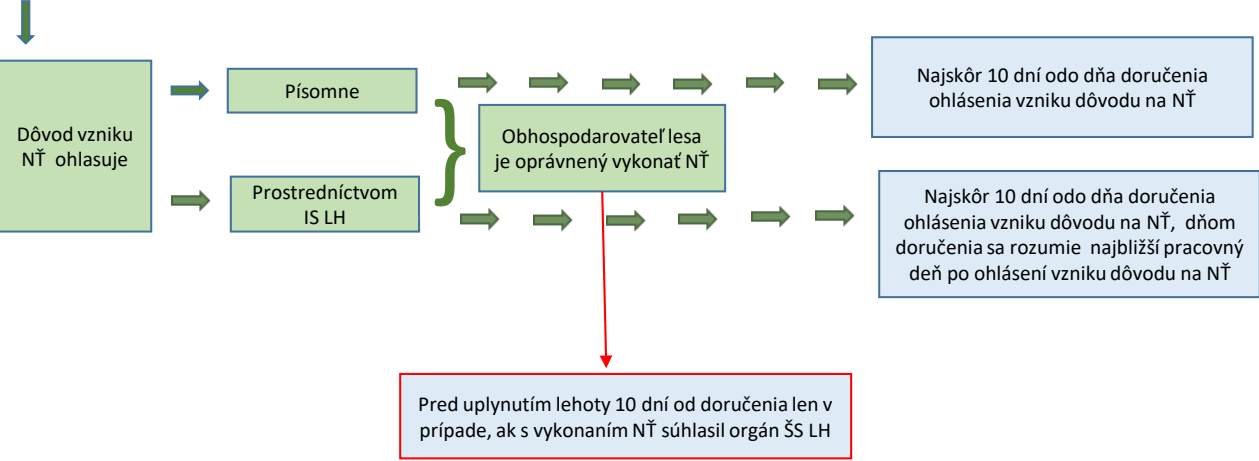 Dôvod vzniku
NŤ ohlasuje
Písomne
Prostredníctvom
IS LH
}
Obhospodarovateľ lesa
je oprávnený vykonať NŤ
Najskôr 10 dní odo dňa doručenia
ohlásenia vzniku dôvodu na NŤ
Najskôr 10 dní odo dňa doručenia
ohlásenia vzniku dôvodu na NŤ, dňom
doručenia sa rozumie najbližší pracovný
deň po ohlásení vzniku dôvodu na NŤ
Pred uplynutím lehoty 10 dní od doručenia len v
prípade, ak s vykonaním NŤ súhlasil orgán ŠS LH